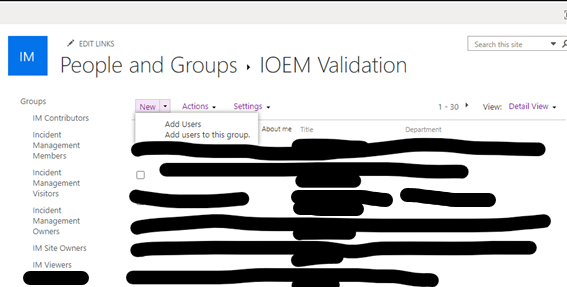 EDIT LINKS
IM
Search this site
People and Groups ▸ IOEM Validation
Groups
IM Contributors
Incident
Management
Members
Incident
Management
Visitors
Incident
Management
Owners
IM Site Owners
IM Viewers
New Actions Settings 1 - 30 View: Detail View
Add Users
Add users to this group.
About me Title Department